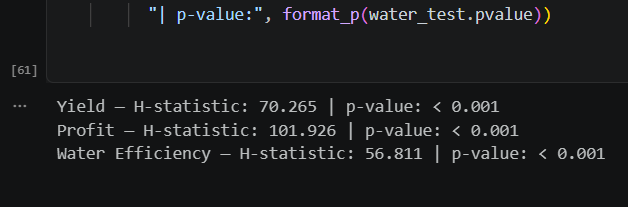 "| p-value:", format_p(water_test.pvalue))
[61]
...
Yield — H-statistic: 70.265 | p-value: < 0.001
Profit — H-statistic: 101.926 | p-value: < 0.001
Water Efficiency — H-statistic: 56.811 | p-value: < 0.001